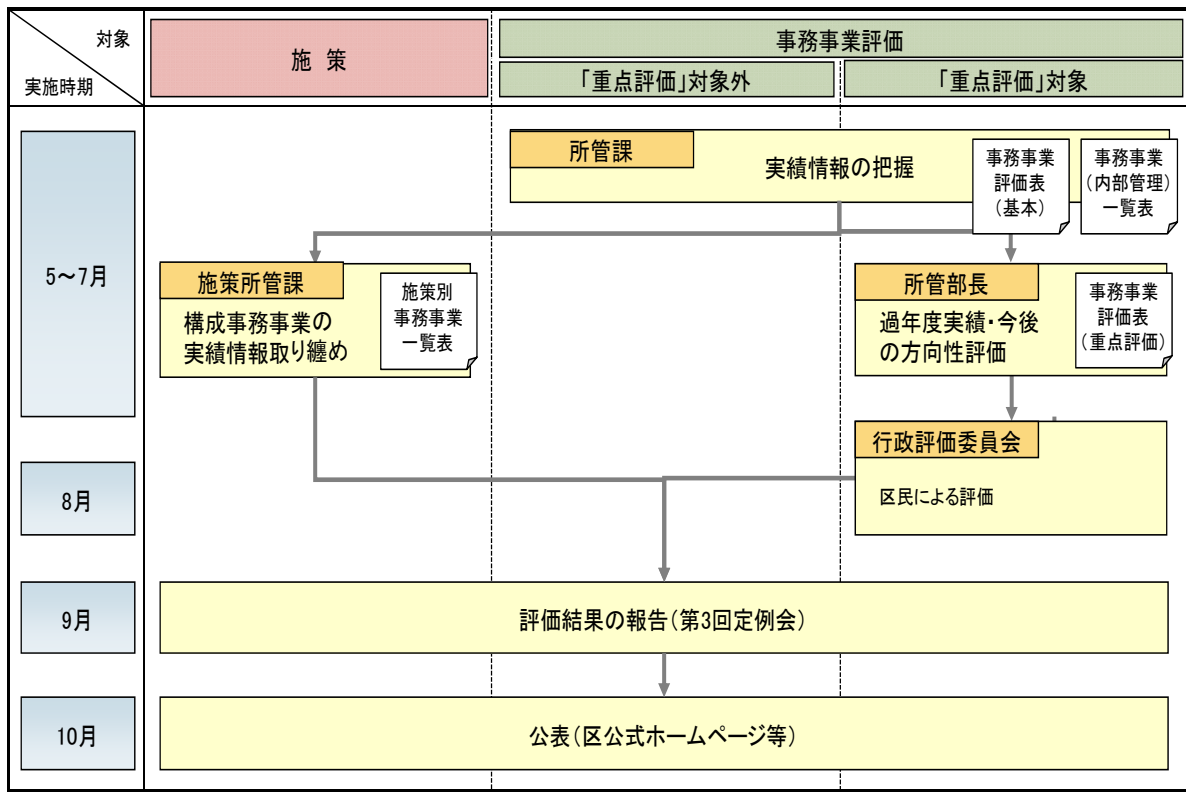 対象
実施時期
施 策
事務事業評価
「重点評価」対象外
「重点評価」対象
5～7月
所管課
実績情報の把握
事務事業
評価表
(基本)
事務事業
(内部管理)
一覧表
施策所管課
構成事務事業の
実績情報取り纏め
施策別
事務事業
一覧表
所管部長
過年度実績・今後
の方向性評価
事務事業
評価表
(重点評価)
8月
行政評価委員会
区民による評価
9月
評価結果の報告(第3回定例会)
10月
公表(区公式ホームページ等)